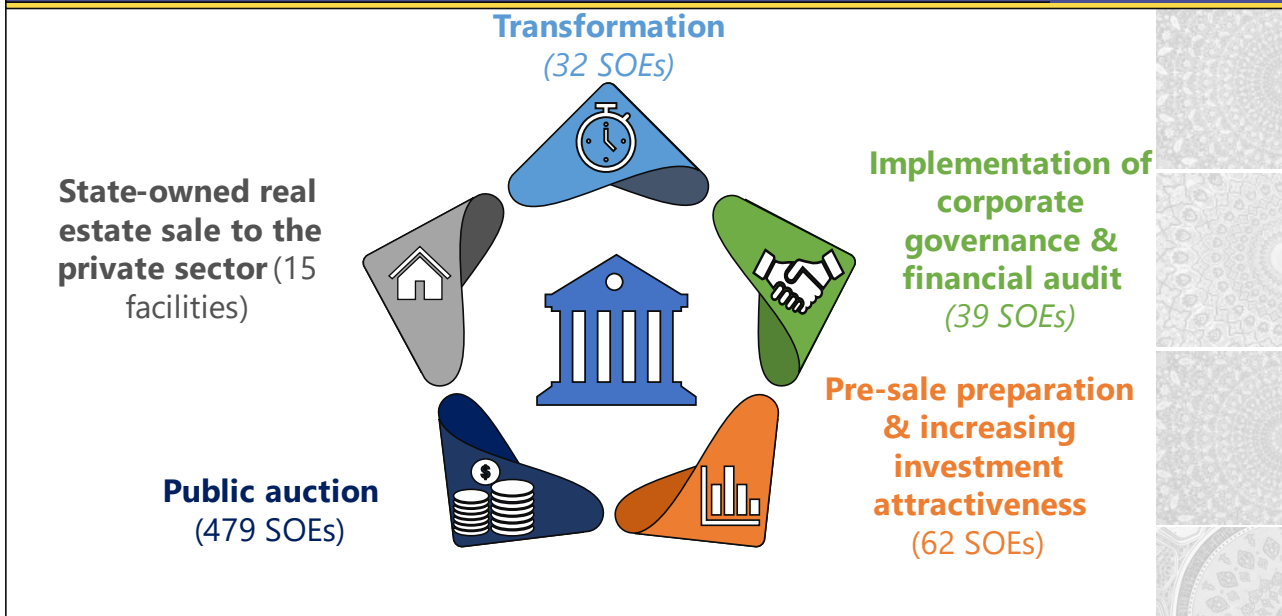 Transformation
(32 SOEs)
Implementation of
corporate
governance &
financial audit
(39 SOEs)
State-owned real
estate sale to the
private sector (15
facilities)
Pre-sale preparation
& increasing
investment
attractiveness
(62 SOEs)
Public auction
(479 SOEs)
$